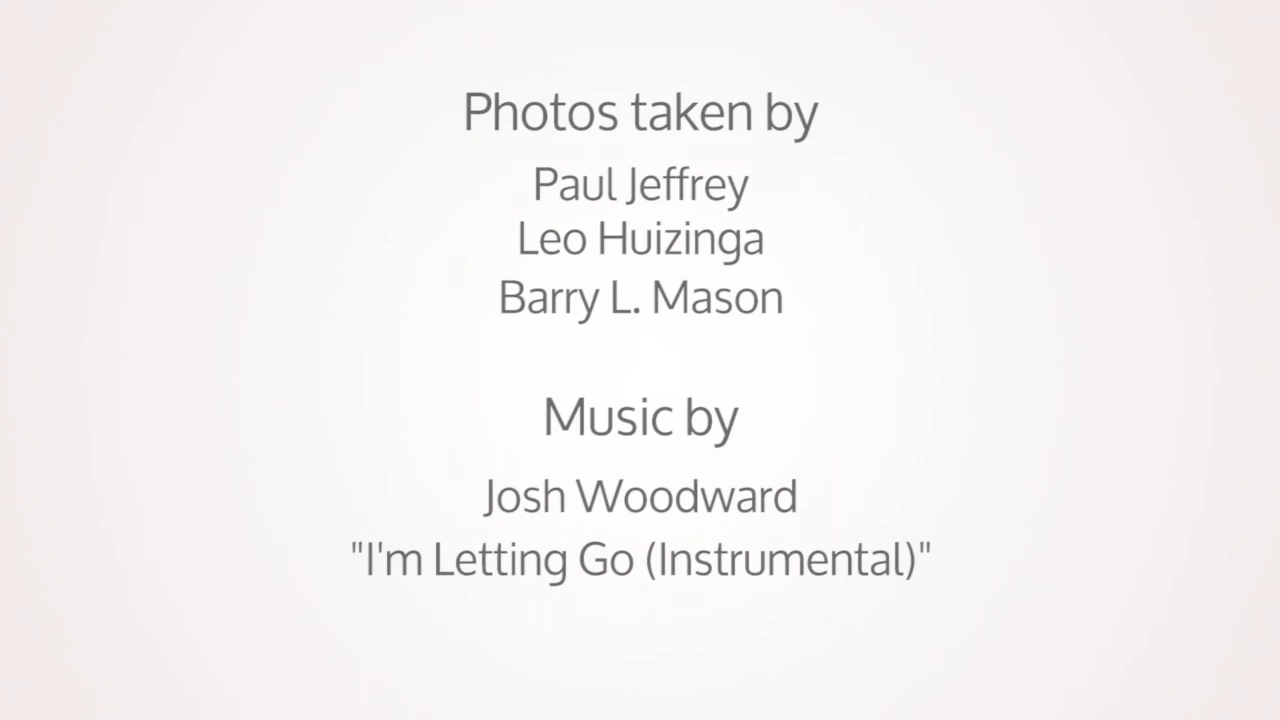 Photos taken by
Paul Jeffrey
Leo Huizinga
Barry L. Mason
Music by
Josh Woodward
"I'm Letting Go (Instrumental)"